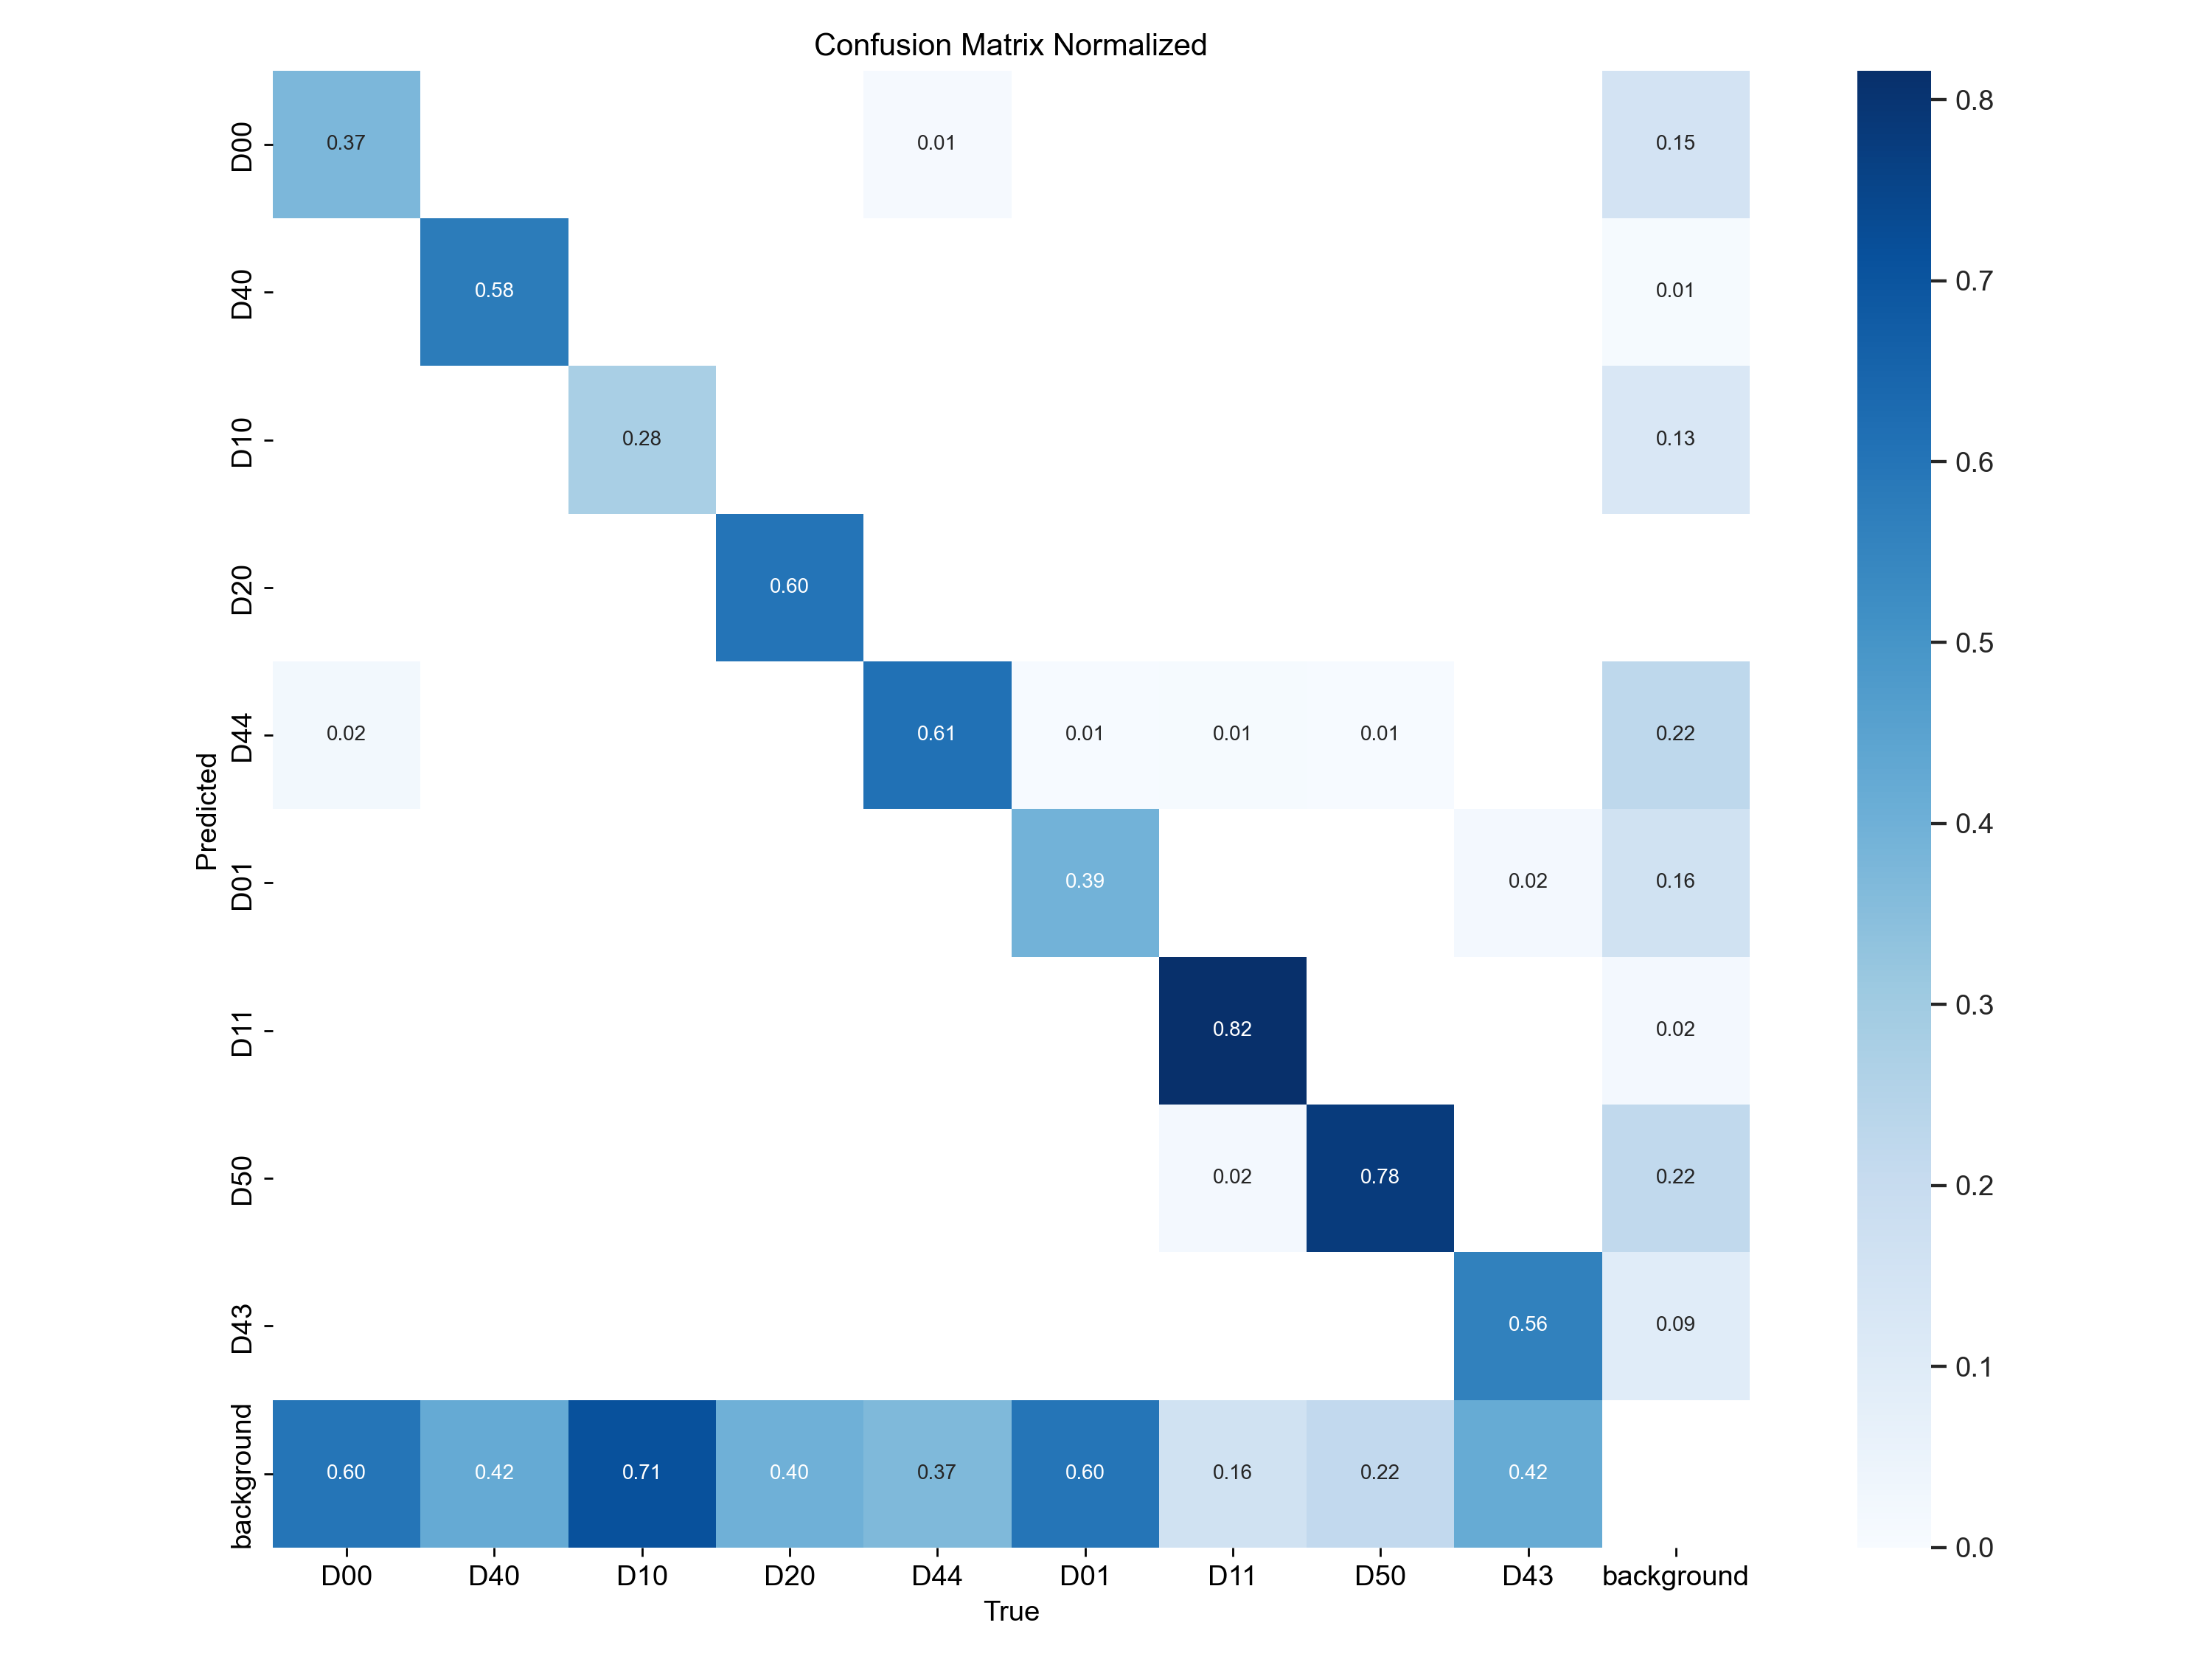 Confusion Matrix Normalized
D00 0.37 0.01 0.15 0.8
D40 0.58 0.01 0.7
D10 0.28 0.13 0.6
D20 0.60 0.5
D44 0.02 0.61 0.01 0.01 0.01 0.22
Predicted
D01 0.39 0.02 0.16 0.4
D11 0.82 0.02 0.3
D50 0.02 0.78 0.22 0.2
D43 0.56 0.09 0.1
background 0.60 0.42 0.71 0.40 0.37 0.60 0.16 0.22 0.42 0.0
D00 D40 D10 D20 D44 D01 D11 D50 D43 background
True